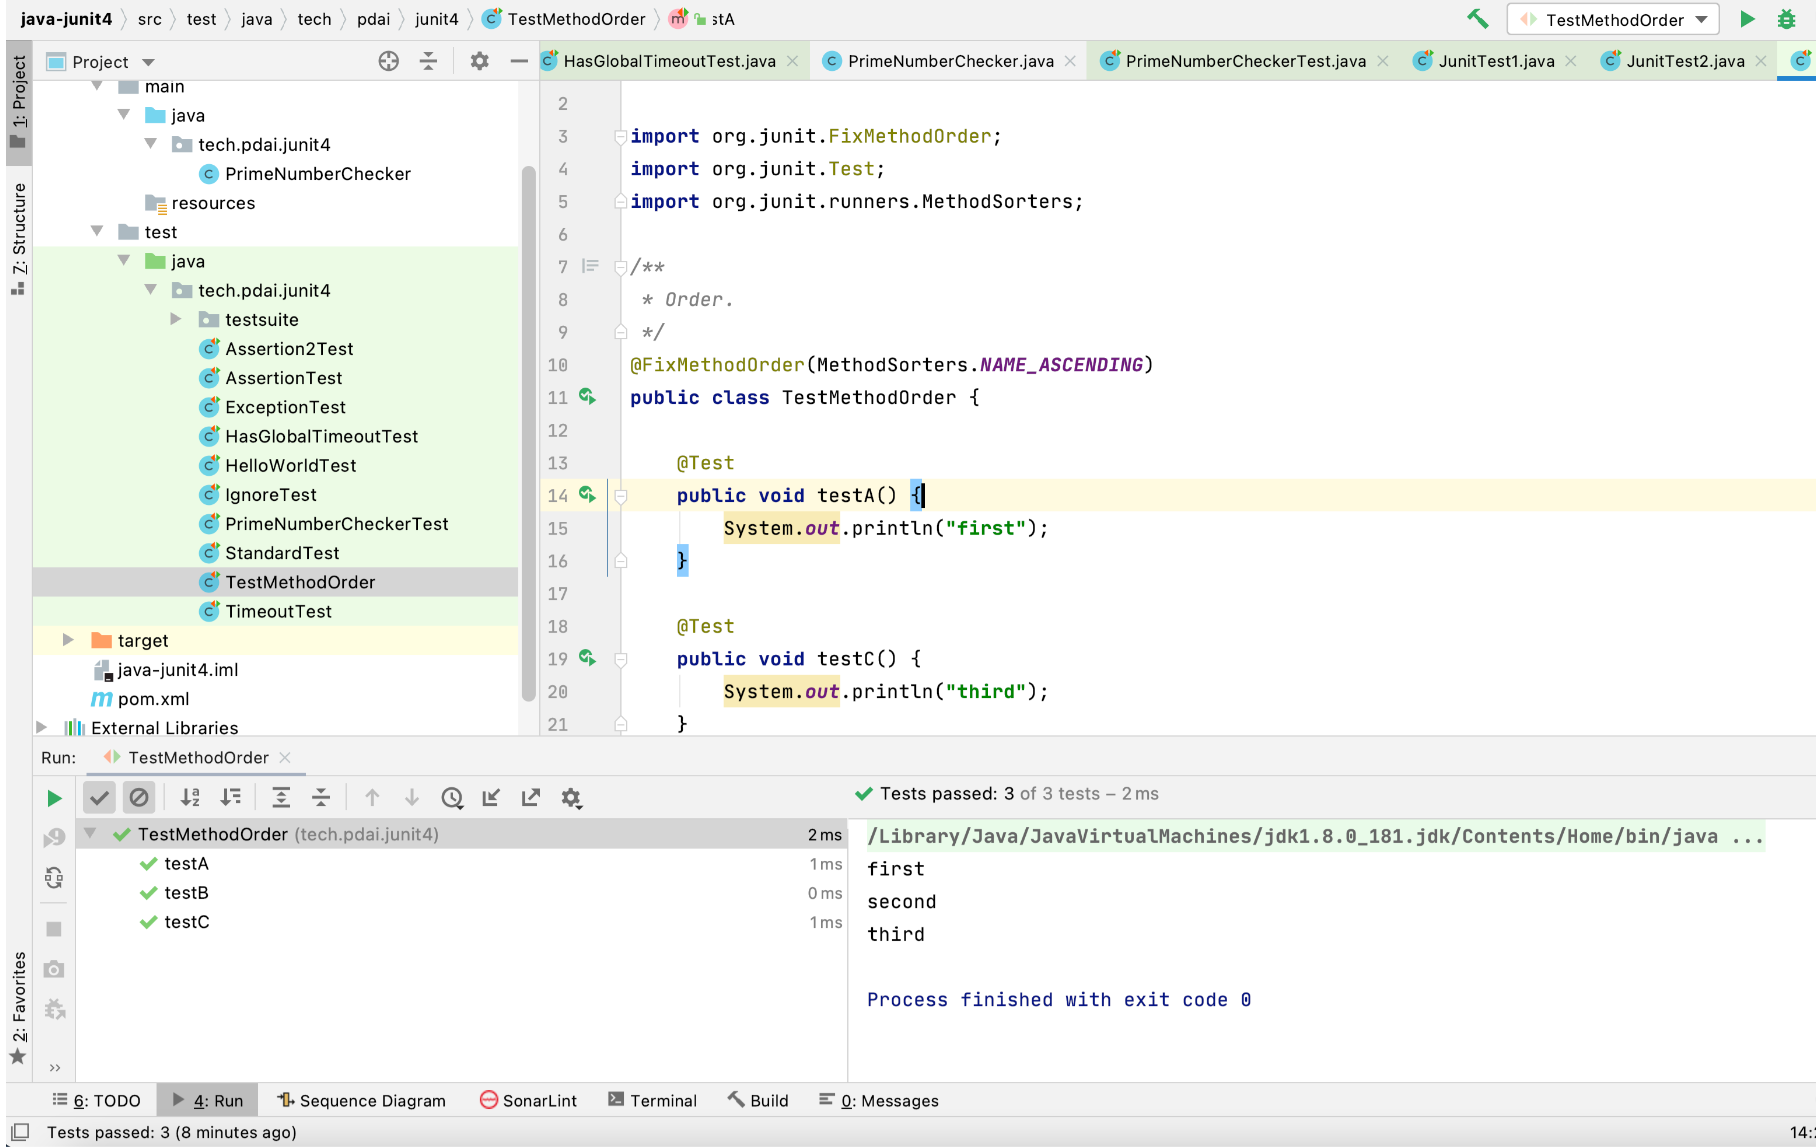 java-junit4 src test java tech pdai junit4 TestMethodOrder m stA TestMethodOrder
1: Project
7: Structure
2: Favorites
Project
main
java
tech.pdai.junit4
PrimeNumberChecker
resources
test
java
tech.pdai.junit4
testsuite
Assertion2Test
AssertionTest
ExceptionTest
HasGlobalTimeoutTest
HelloWorldTest
IgnoreTest
PrimeNumberCheckerTest
StandardTest
TestMethodOrder
TimeoutTest
target
java-junit4.iml
pom.xml
External Libraries
HasGlobalTimeoutTest.java PrimeNumberChecker.java PrimeNumberCheckerTest.java JunitTest1.java JunitTest2.java
2
3 import org.junit.FixMethodOrder;
4 import org.junit.Test;
5 import org.junit.runners.MethodSorters;
6
7 /**
8 * Order.
9 */
10 @FixMethodOrder(MethodSorters.NAME_ASCENDING)
11 public class TestMethodOrder {
12
13 @Test
14 public void testA() {
15 System.out.println("first");
16 }
17
18 @Test
19 public void testC() {
20 System.out.println("third");
21 }
Run: TestMethodOrder
Tests passed: 3 of 3 tests – 2 ms
TestMethodOrder (tech.pdai.junit4) 2 ms
testA 1 ms
testB 0 ms
testC 1 ms
/Library/Java/JavaVirtualMachines/jdk1.8.0_181.jdk/Contents/Home/bin/java ...
first
second
third
Process finished with exit code 0
6: TODO 4: Run Sequence Diagram SonarLint Terminal Build 0: Messages
Tests passed: 3 (8 minutes ago) 14: